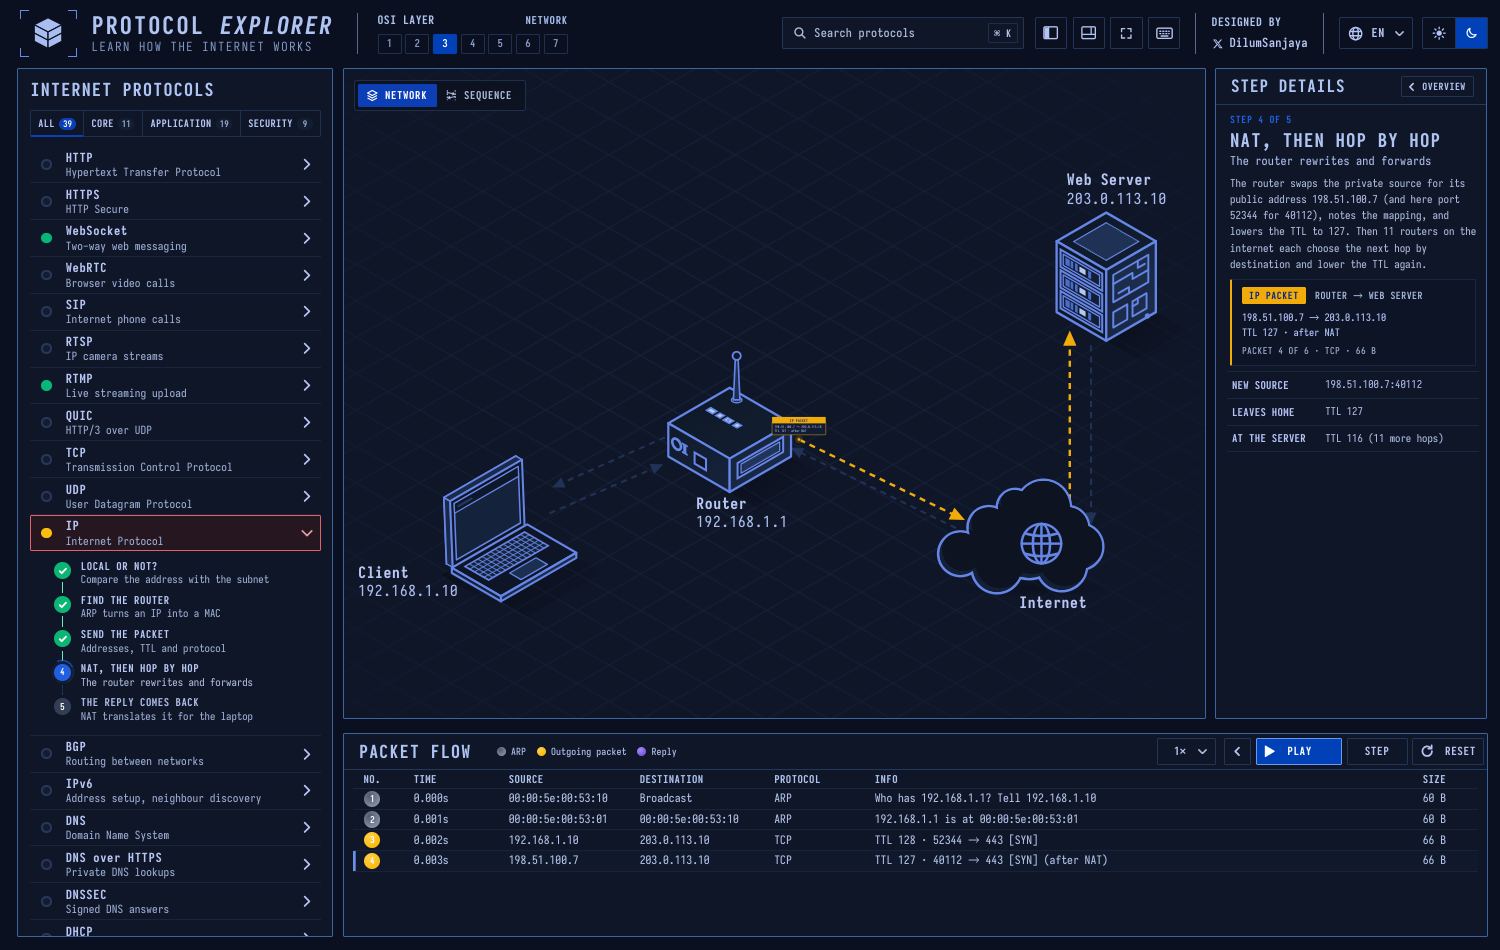 PROTOCOL EXPLORER
LEARN HOW THE INTERNET WORKS
OSI LAYER NETWORK
1 2 3 4 5 6 7
Search protocols ⌘ K
DESIGNED BY
DilumSanjaya
EN
INTERNET PROTOCOLS
ALL 39 CORE 11 APPLICATION 19 SECURITY 9
HTTP
Hypertext Transfer Protocol
HTTPS
HTTP Secure
WebSocket
Two-way web messaging
WebRTC
Browser video calls
SIP
Internet phone calls
RTSP
IP camera streams
RTMP
Live streaming upload
QUIC
HTTP/3 over UDP
TCP
Transmission Control Protocol
UDP
User Datagram Protocol
IP
Internet Protocol
LOCAL OR NOT?
Compare the address with the subnet
FIND THE ROUTER
ARP turns an IP into a MAC
SEND THE PACKET
Addresses, TTL and protocol
4 NAT, THEN HOP BY HOP
The router rewrites and forwards
5 THE REPLY COMES BACK
NAT translates it for the laptop
BGP
Routing between networks
IPv6
Address setup, neighbour discovery
DNS
Domain Name System
DNS over HTTPS
Private DNS lookups
DNSSEC
Signed DNS answers
DHCP
NETWORK SEQUENCE
Web Server
203.0.113.10
IP PACKET
Router
192.168.1.1
Client
192.168.1.10
Internet
STEP DETAILS OVERVIEW
STEP 4 OF 5
NAT, THEN HOP BY HOP
The router rewrites and forwards
The router swaps the private source for its
public address 198.51.100.7 (and here port
52344 for 40112), notes the mapping, and
lowers the TTL to 127. Then 11 routers on the
internet each choose the next hop by
destination and lower the TTL again.
IP PACKET ROUTER → WEB SERVER
198.51.100.7 → 203.0.113.10
TTL 127 · after NAT
PACKET 4 OF 6 · TCP · 66 B
NEW SOURCE 198.51.100.7:40112
LEAVES HOME TTL 127
AT THE SERVER TTL 116 (11 more hops)
PACKET FLOW ARP Outgoing packet Reply 1× PLAY STEP RESET
NO. TIME SOURCE DESTINATION PROTOCOL INFO SIZE
1 0.000s 00:00:5e:00:53:10 Broadcast ARP Who has 192.168.1.1? Tell 192.168.1.10 60 B
2 0.001s 00:00:5e:00:53:01 00:00:5e:00:53:10 ARP 192.168.1.1 is at 00:00:5e:00:53:01 60 B
3 0.002s 192.168.1.10 203.0.113.10 TCP TTL 128 · 52344 → 443 [SYN] 66 B
4 0.003s 198.51.100.7 203.0.113.10 TCP TTL 127 · 40112 → 443 [SYN] (after NAT) 66 B